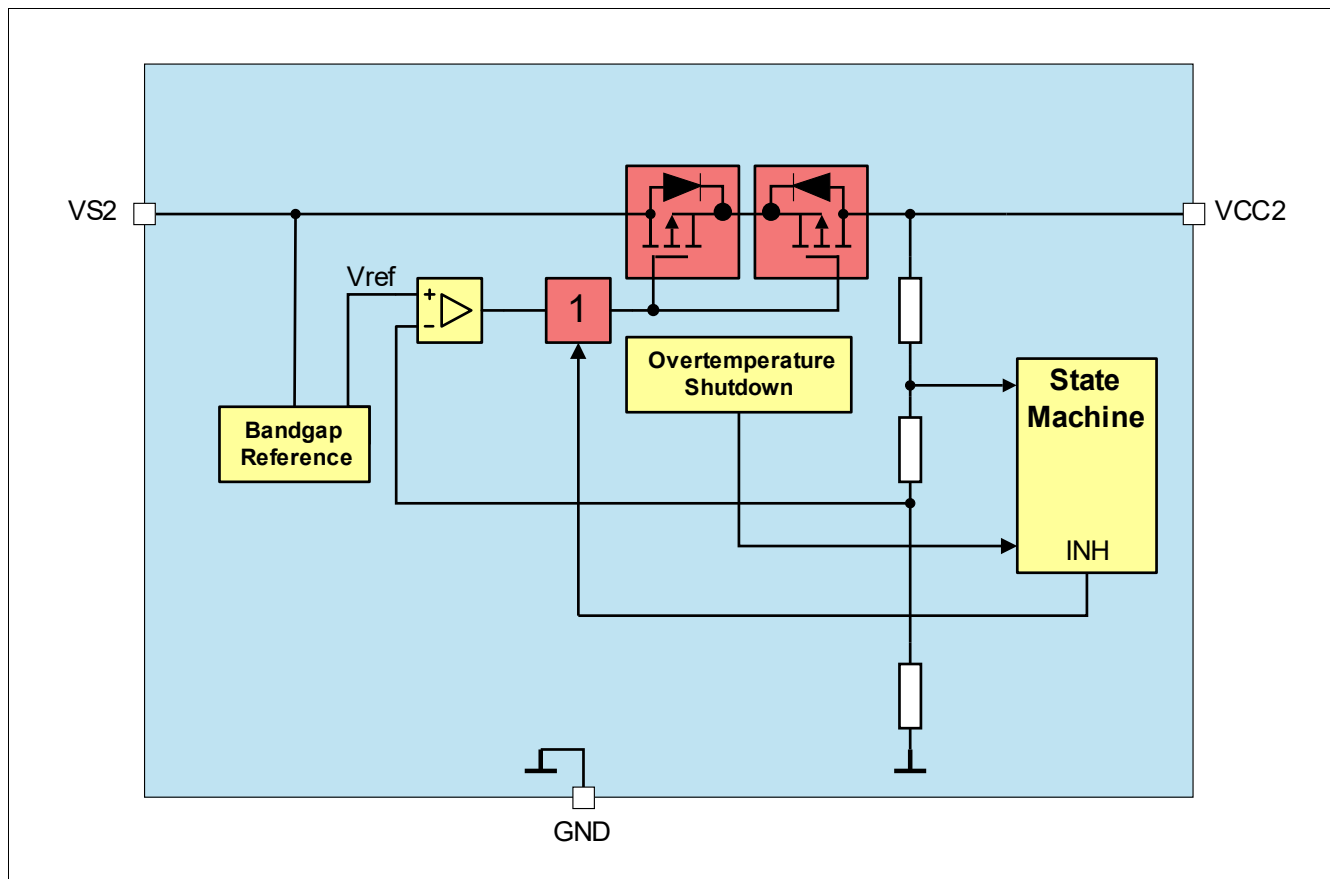 VS2
VCC2
Vref
+
−
1
Overtemperature
Shutdown
State
Machine
Bandgap
Reference
INH
GND